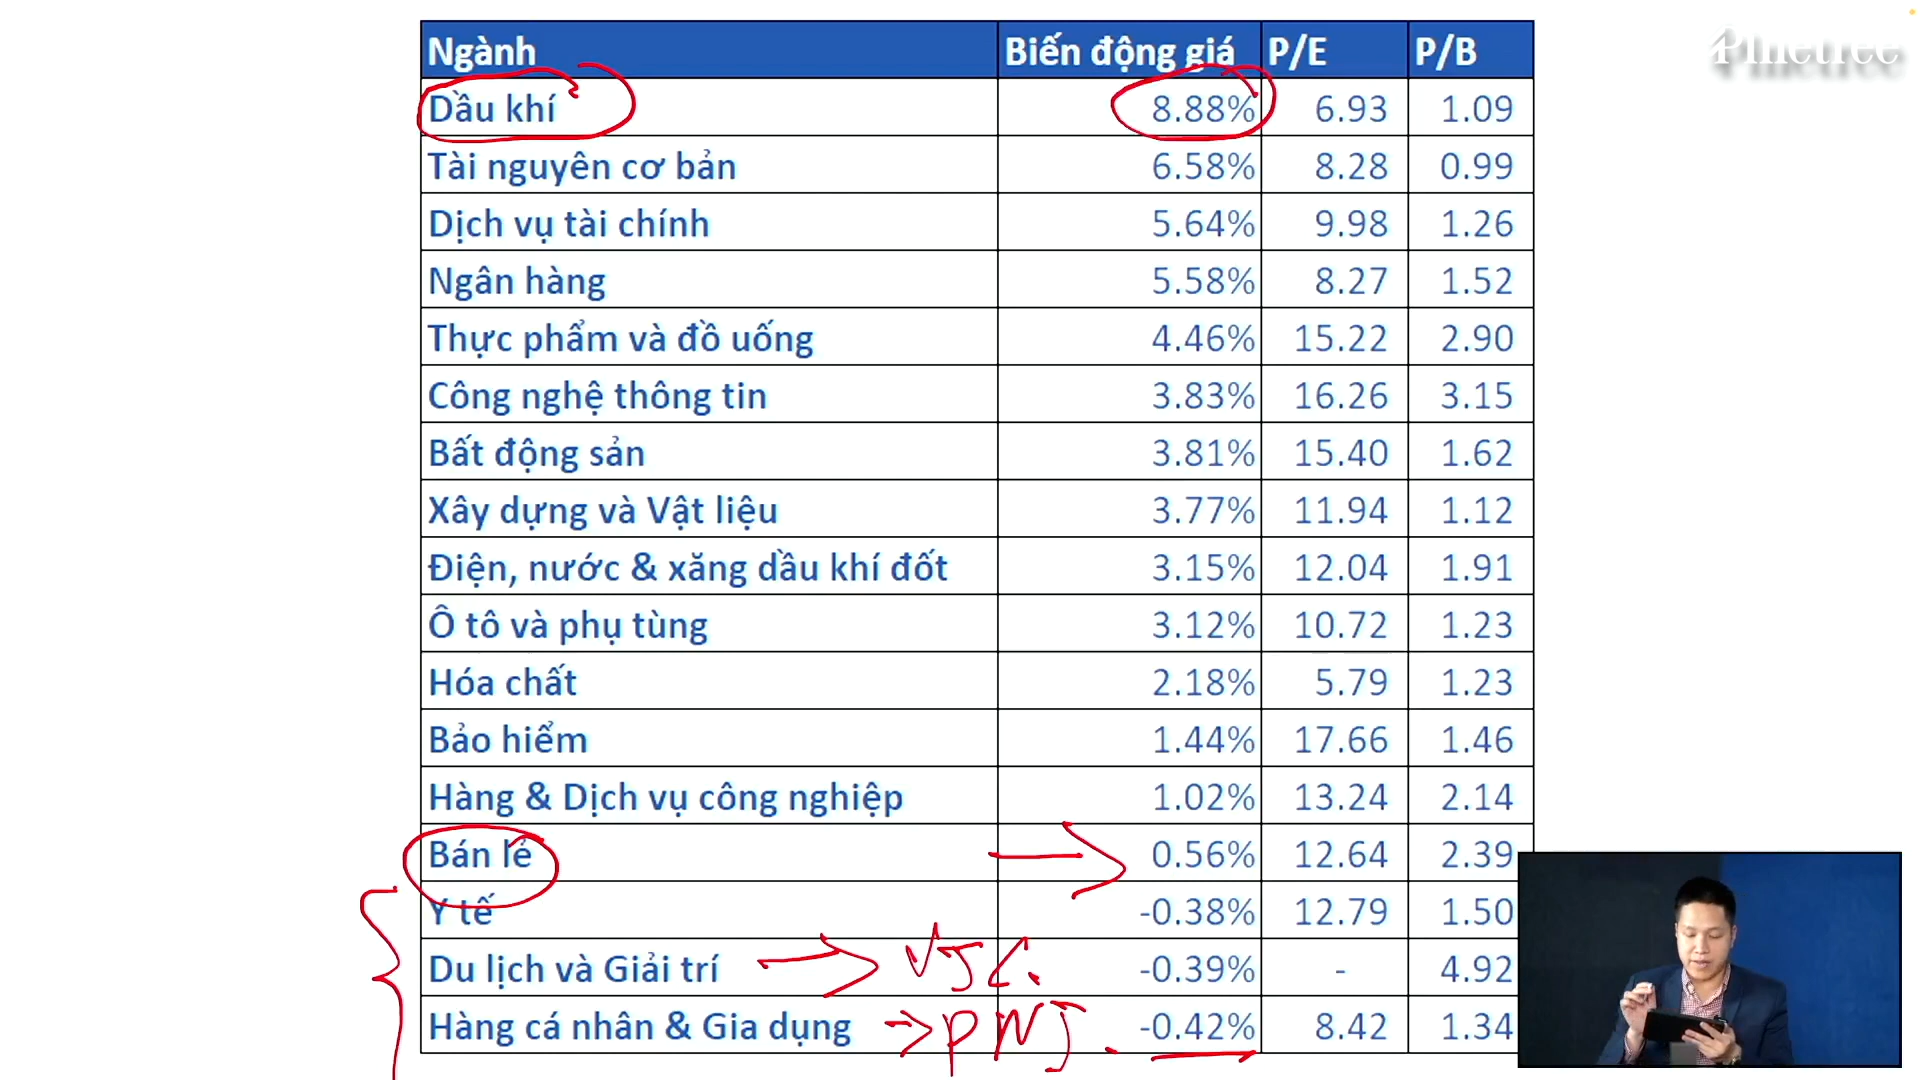 Pinetree
Ngành Biến động giá P/E P/B
Dầu khí 8.88% 6.93 1.09
Tài nguyên cơ bản 6.58% 8.28 0.99
Dịch vụ tài chính 5.64% 9.98 1.26
Ngân hàng 5.58% 8.27 1.52
Thực phẩm và đồ uống 4.46% 15.22 2.90
Công nghệ thông tin 3.83% 16.26 3.15
Bất động sản 3.81% 15.40 1.62
Xây dựng và Vật liệu 3.77% 11.94 1.12
Điện, nước & xăng dầu khí đốt 3.15% 12.04 1.91
Ô tô và phụ tùng 3.12% 10.72 1.23
Hóa chất 2.18% 5.79 1.23
Bảo hiểm 1.44% 17.66 1.46
Hàng & Dịch vụ công nghiệp 1.02% 13.24 2.14
Bán lẻ 0.56% 12.64 2.39
Y tế -0.38% 12.79 1.50
Du lịch và Giải trí VJC. -0.39% - 4.92
Hàng cá nhân & Gia dụng PNJ. -0.42% 8.42 1.34